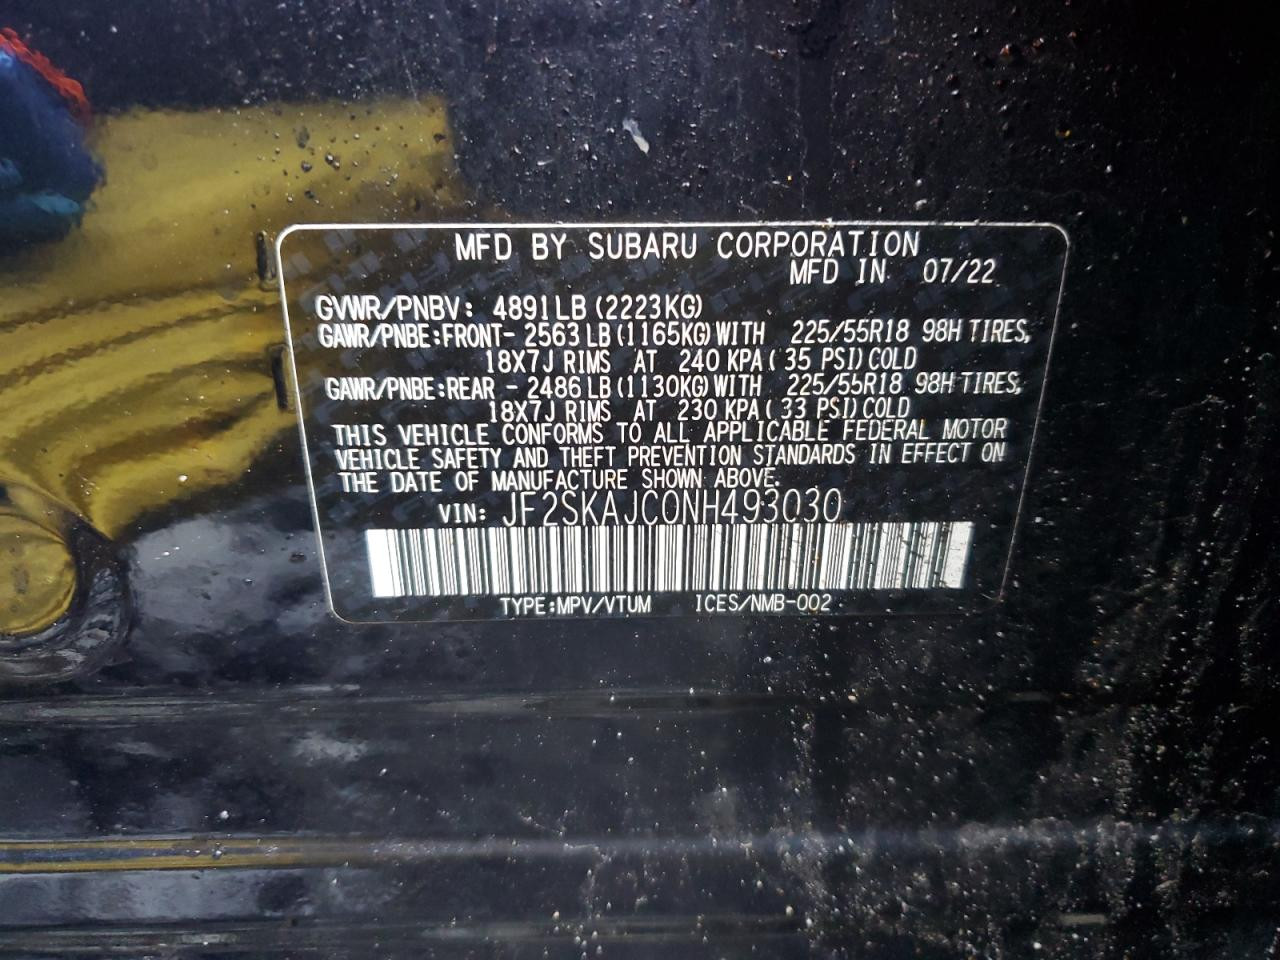 MFD BY SUBARU CORPORATION
MFD IN 07/22
GVWR/PNBV: 4891LB (2223KG)
GAWR/PNBE:FRONT- 2563 LB (1165KG) WITH 225/55R18 98H TIRES,
18X7J RIMS AT 240 KPA ( 35 PSI) COLD
GAWR/PNBE:REAR - 2486 LB (1130KG) WITH 225/55R18 98H TIRES,
18X7J RIMS AT 230 KPA ( 33 PSI) COLD
THIS VEHICLE CONFORMS TO ALL APPLICABLE FEDERAL MOTOR
VEHICLE SAFETY AND THEFT PREVENTION STANDARDS IN EFFECT ON
THE DATE OF MANUFACTURE SHOWN ABOVE.
VIN: JF2SKAJC0NH493030
TYPE:MPV/VTUM ICES/NMB-002